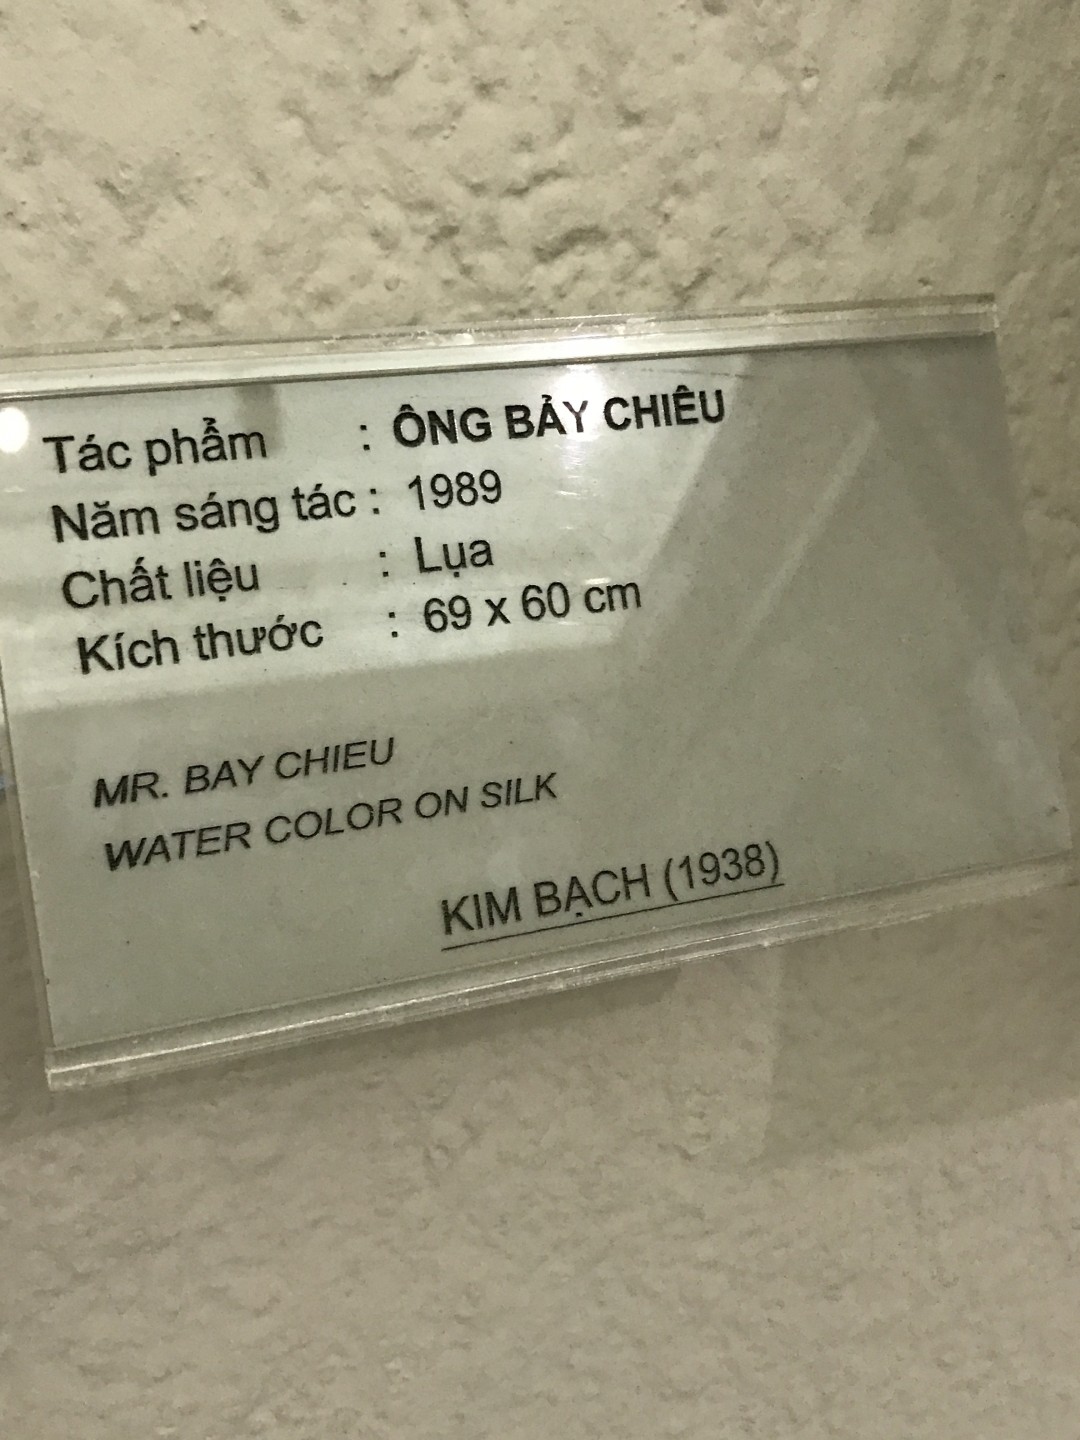 Tác phẩm : ÔNG BẢY CHIÊU
Năm sáng tác : 1989
Chất liệu : Lụa
Kích thước : 69 x 60 cm
MR. BAY CHIEU
WATER COLOR ON SILK
KIM BẠCH (1938)